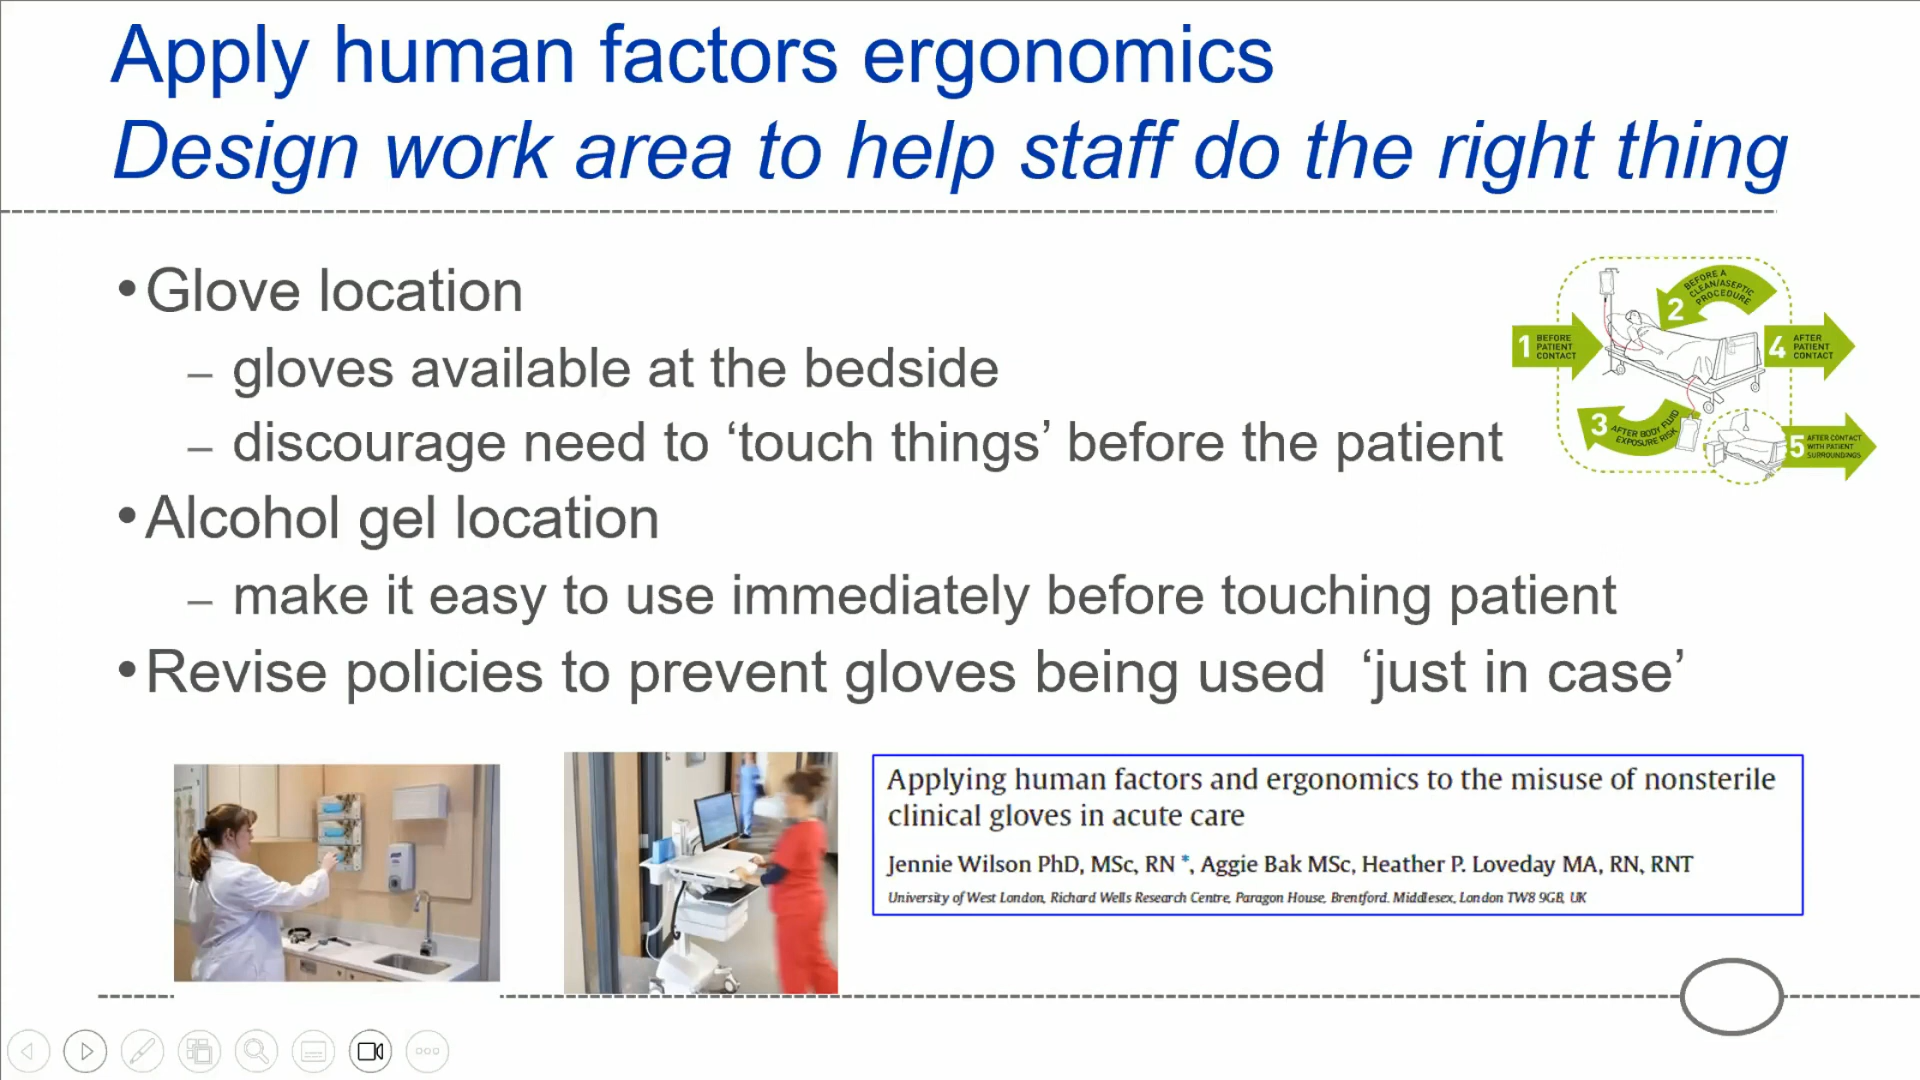 Apply human factors ergonomics
Design work area to help staff do the right thing
•Glove location
– gloves available at the bedside
– discourage need to ‘touch things’ before the patient
•Alcohol gel location
– make it easy to use immediately before touching patient
•Revise policies to prevent gloves being used ‘just in case’
1 BEFORE
PATIENT
CONTACT
2 BEFORE A
CLEAN/ASEPTIC
PROCEDURE
3 AFTER BODY FLUID
EXPOSURE RISK
4 AFTER
PATIENT
CONTACT
5 AFTER CONTACT
WITH PATIENT
SURROUNDINGS
Applying human factors and ergonomics to the misuse of nonsterile
clinical gloves in acute care
Jennie Wilson PhD, MSc, RN *, Aggie Bak MSc, Heather P. Loveday MA, RN, RNT
University of West London, Richard Wells Research Centre, Paragon House, Brentford. Middlesex, London TW8 9GB, UK